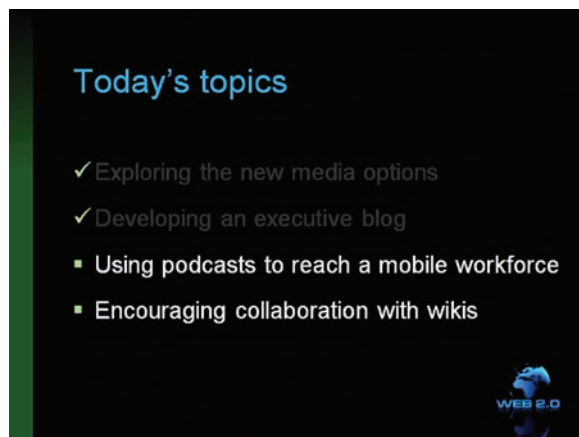 Today's topics
✓ Exploring the new media options
✓ Developing an executive blog
▪ Using podcasts to reach a mobile workforce
▪ Encouraging collaboration with wikis
WEB 2.0